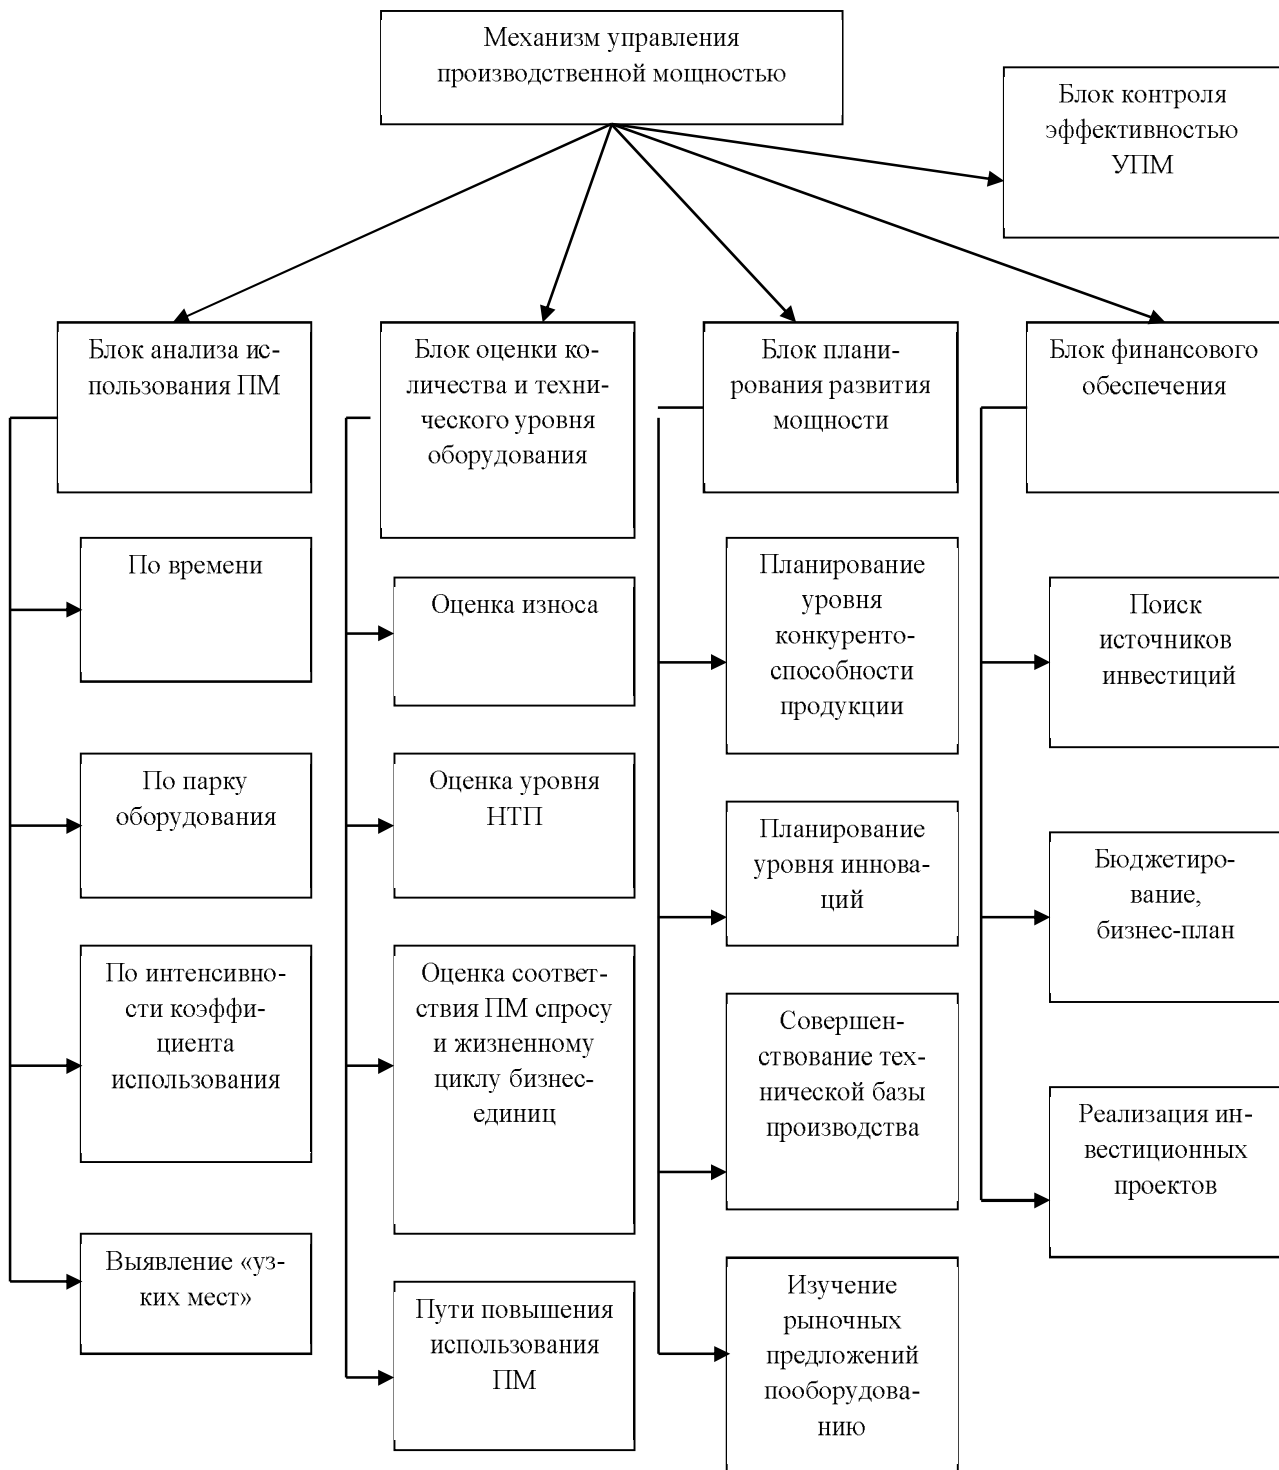 Механизм управления
производственной мощностью
Блок контроля
эффективностью
УПМ
Блок анализа ис-
пользования ПМ
По времени
По парку
оборудования
По интенсивно-
сти коэффи-
циента
использования
Выявление «уз-
ких мест»
Блок оценки ко-
личества и техни-
ческого уровня
оборудования
Оценка износа
Оценка уровня
НТП
Оценка соответ-
ствия ПМ спросу
и жизненному
циклу бизнес-
единиц
Пути повышения
использования
ПМ
Блок плани-
рования развития
мощности
Планирование
уровня
конкуренто-
способности
продукции
Планирование
уровня иннова-
ций
Совершен-
ствование тех-
нической базы
производства
Изучение
рыночных
предложений
пооборудова-
нию
Блок финансового
обеспечения
Поиск
источников
инвестиций
Бюджетиро-
вание,
бизнес-план
Реализация ин-
вестиционных
проектов